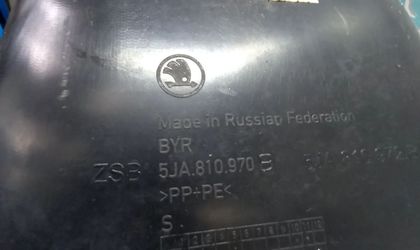 Made in Russian Federation
BYR
ZSB 5JA.810.970 B
>PP+PE<
S